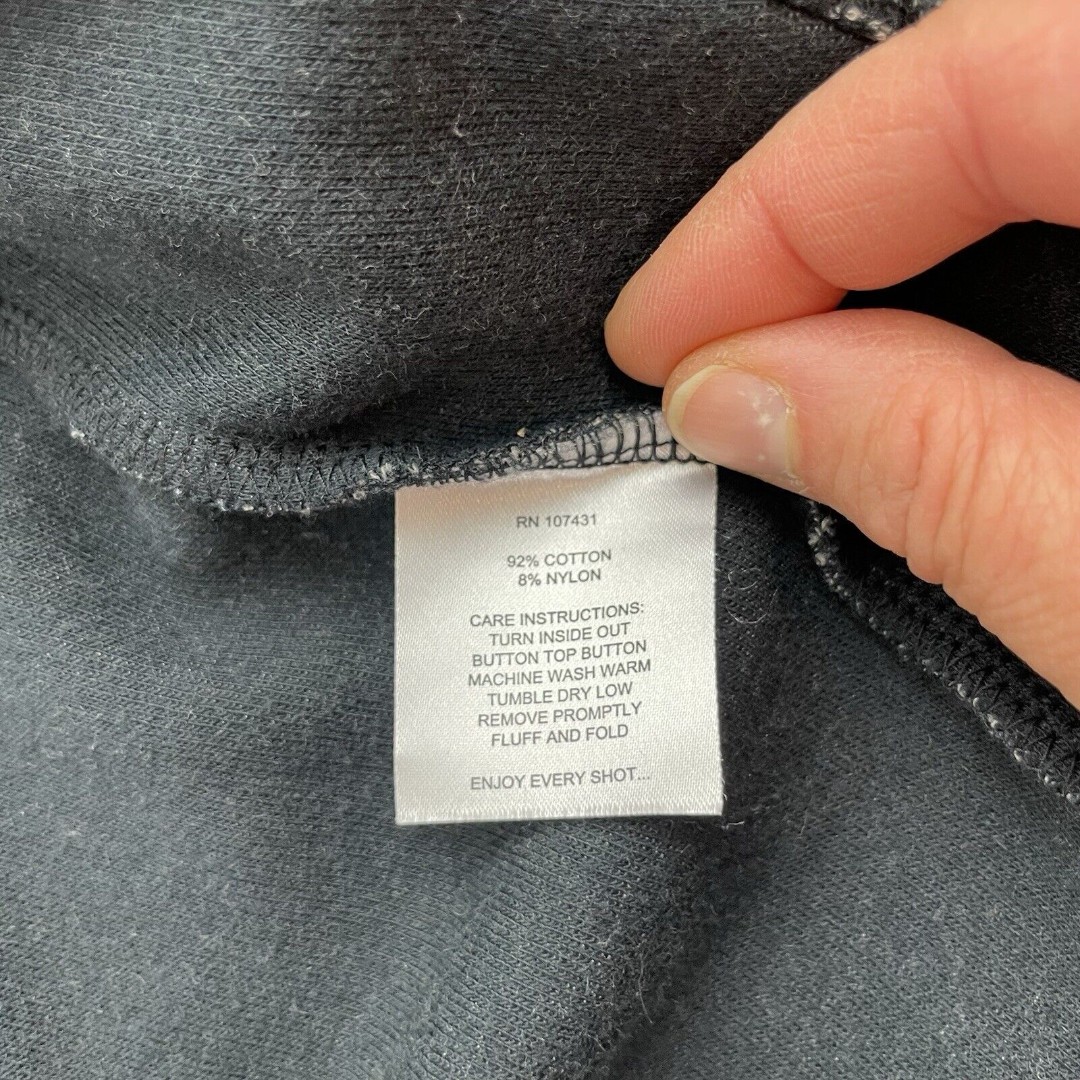 RN 107431
92% COTTON
8% NYLON
CARE INSTRUCTIONS:
TURN INSIDE OUT
BUTTON TOP BUTTON
MACHINE WASH WARM
TUMBLE DRY LOW
REMOVE PROMPTLY
FLUFF AND FOLD
ENJOY EVERY SHOT...